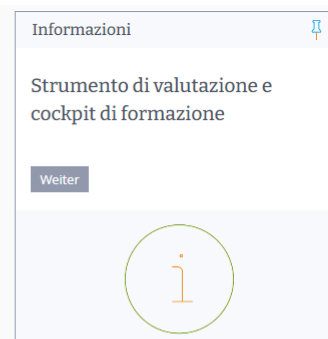 Informazioni
Strumento di valutazione e
cockpit di formazione
Weiter
i